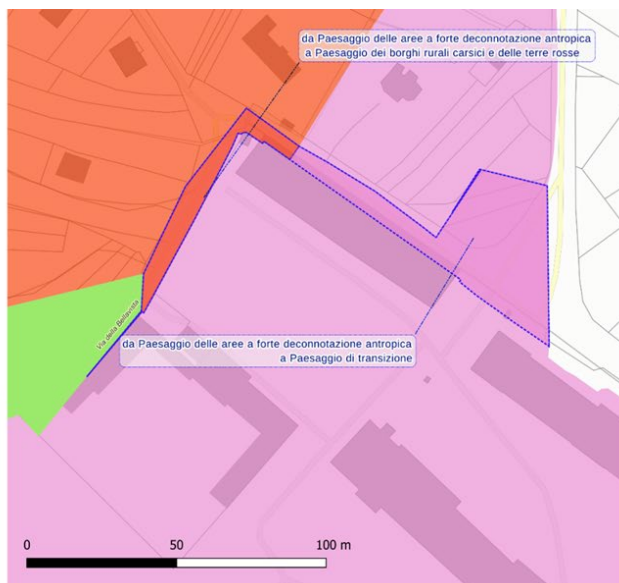 da Paesaggio delle aree a forte deconnotazione antropica
a Paesaggio dei borghi rurali carsici e delle terre rosse
Via della Bellavista
da Paesaggio delle aree a forte deconnotazione antropica
a Paesaggio di transizione
0 50 100 m